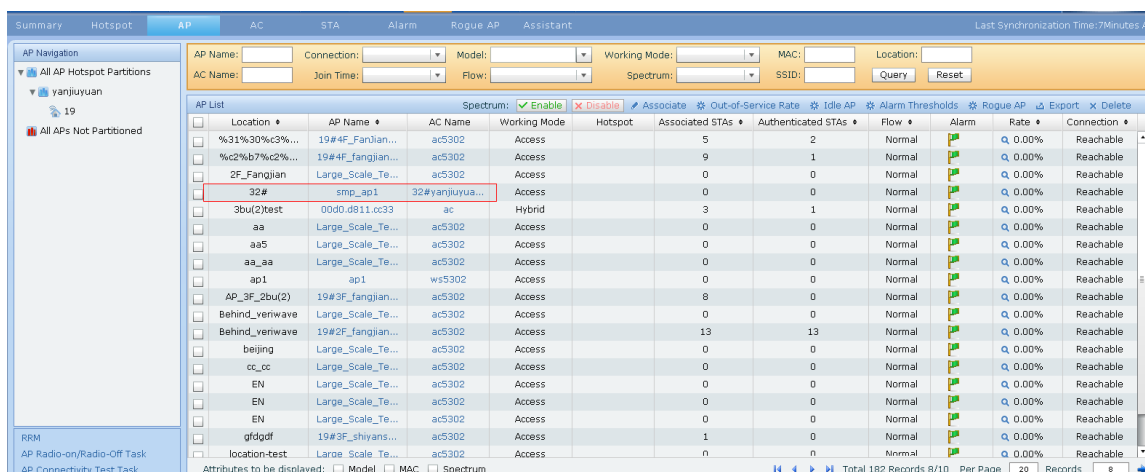 Summary Hotspot AP AC STA Alarm Rogue AP Assistant Last Synchronization Time:7Minutes
AP Navigation
All AP Hotspot Partitions
yanjiuyuan
19
All APs Not Partitioned
RRM
AP Radio-on/Radio-Off Task
AP Connectivity Test Task
AP Name: Connection: Model: Working Mode: MAC: Location:
AC Name: Join Time: Flow: Spectrum: SSID: Query Reset
AP List Spectrum: Enable Disable Associate Out-of-Service Rate Idle AP Alarm Thresholds Rogue AP Export Delete
Location AP Name AC Name Working Mode Hotspot Associated STAs Authenticated STAs Flow Alarm Rate Connection
%31%30%c3%... 19#4F_FanJian... ac5302 Access 5 2 Normal 0.00% Reachable
%c2%b7%c2%... 19#4F_fangjian... ac5302 Access 9 1 Normal 0.00% Reachable
2F_Fangjian Large_Scale_Te... ac5302 Access 0 0 Normal 0.00% Reachable
32# smp_ap1 32#yanjiuyua... Access 0 0 Normal 0.00% Reachable
3bu(2)test 00d0.d811.cc33 ac Hybrid 3 1 Normal 0.00% Reachable
aa Large_Scale_Te... ac5302 Access 0 0 Normal 0.00% Reachable
aa5 Large_Scale_Te... ac5302 Access 0 0 Normal 0.00% Reachable
aa_aa Large_Scale_Te... ac5302 Access 0 0 Normal 0.00% Reachable
ap1 ap1 ws5302 Access 0 0 Normal 0.00% Reachable
AP_3F_2bu(2) 19#3F_fangjian... ac5302 Access 8 0 Normal 0.00% Reachable
Behind_veriwave Large_Scale_Te... ac5302 Access 0 0 Normal 0.00% Reachable
Behind_veriwave 19#2F_fangjian... ac5302 Access 13 13 Normal 0.00% Reachable
beijing Large_Scale_Te... ac5302 Access 0 0 Normal 0.00% Reachable
cc_cc Large_Scale_Te... ac5302 Access 0 0 Normal 0.00% Reachable
EN Large_Scale_Te... ac5302 Access 0 0 Normal 0.00% Reachable
EN Large_Scale_Te... ac5302 Access 0 0 Normal 0.00% Reachable
EN Large_Scale_Te... ac5302 Access 0 0 Normal 0.00% Reachable
gfdgdf 19#3F_shiyans... ac5302 Access 1 0 Normal 0.00% Reachable
location-test Large_Scale_Te... ac5302 Access 0 0 Normal 0.00% Reachable
Attributes to be displayed: Model MAC Spectrum Total 182 Records 8/10 Per Page 20 Records 8